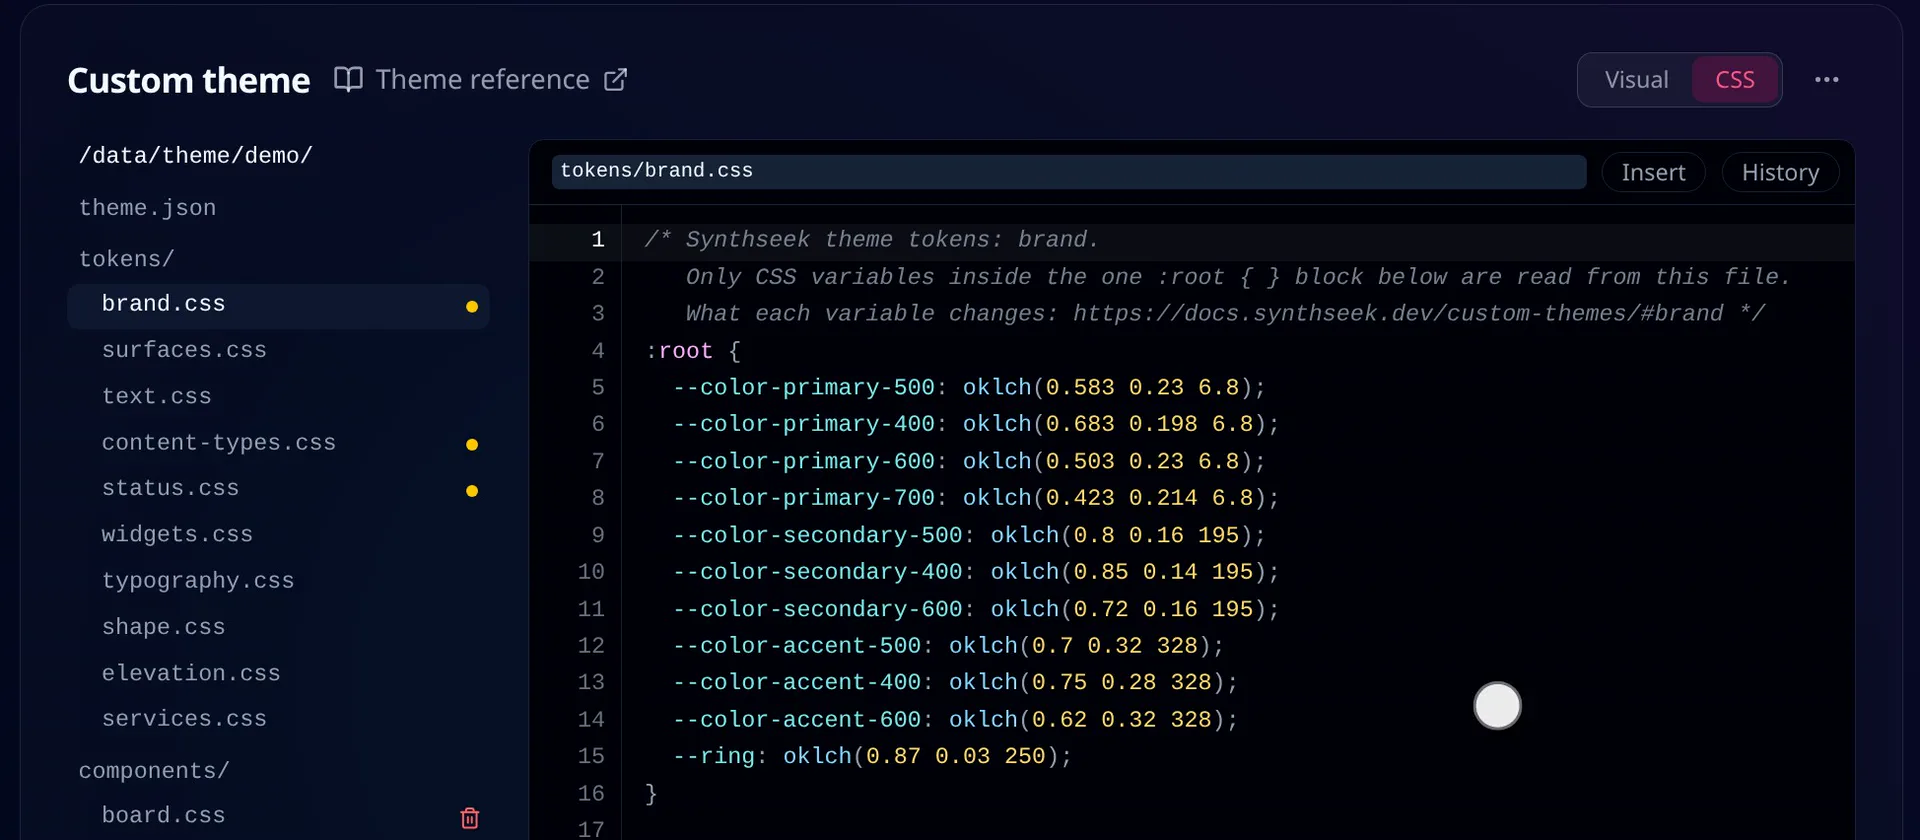 Custom theme
Theme reference
Visual
CSS
/data/theme/demo/
theme.json
tokens/
brand.css
surfaces.css
text.css
content-types.css
status.css
widgets.css
typography.css
shape.css
elevation.css
services.css
components/
board.css
tokens/brand.css
Insert
History
1 /* Synthseek theme tokens: brand.
2 Only CSS variables inside the one :root { } block below are read from this file.
3 What each variable changes: https://docs.synthseek.dev/custom-themes/#brand */
4 :root {
5 --color-primary-500: oklch(0.583 0.23 6.8);
6 --color-primary-400: oklch(0.683 0.198 6.8);
7 --color-primary-600: oklch(0.503 0.23 6.8);
8 --color-primary-700: oklch(0.423 0.214 6.8);
9 --color-secondary-500: oklch(0.8 0.16 195);
10 --color-secondary-400: oklch(0.85 0.14 195);
11 --color-secondary-600: oklch(0.72 0.16 195);
12 --color-accent-500: oklch(0.7 0.32 328);
13 --color-accent-400: oklch(0.75 0.28 328);
14 --color-accent-600: oklch(0.62 0.32 328);
15 --ring: oklch(0.87 0.03 250);
16 }
17